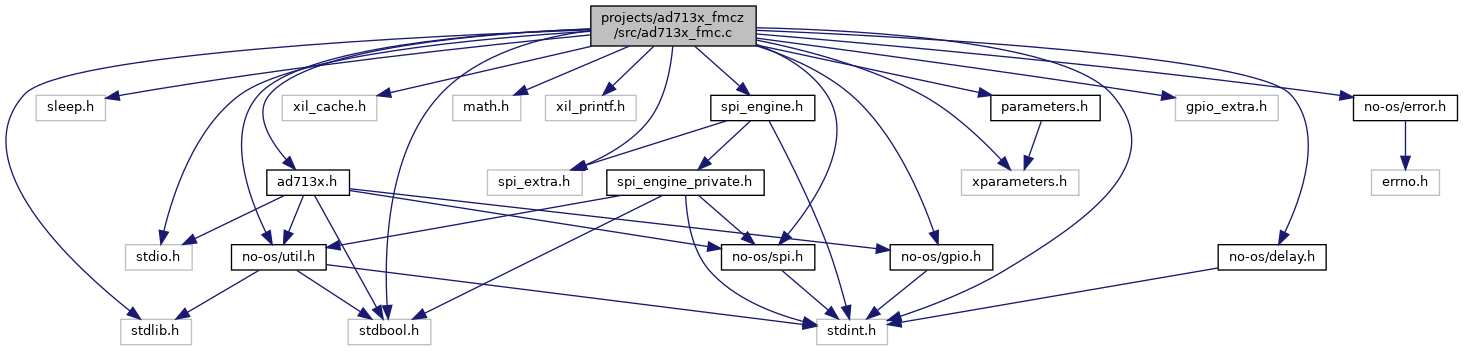 projects/ad713x_fmcz
/src/ad713x_fmc.c
sleep.h
xil_cache.h
math.h
xil_printf.h
spi_engine.h
parameters.h
gpio_extra.h
no-os/error.h
ad713x.h
spi_extra.h
spi_engine_private.h
xparameters.h
errno.h
stdio.h
no-os/util.h
no-os/spi.h
no-os/gpio.h
no-os/delay.h
stdlib.h
stdbool.h
stdint.h